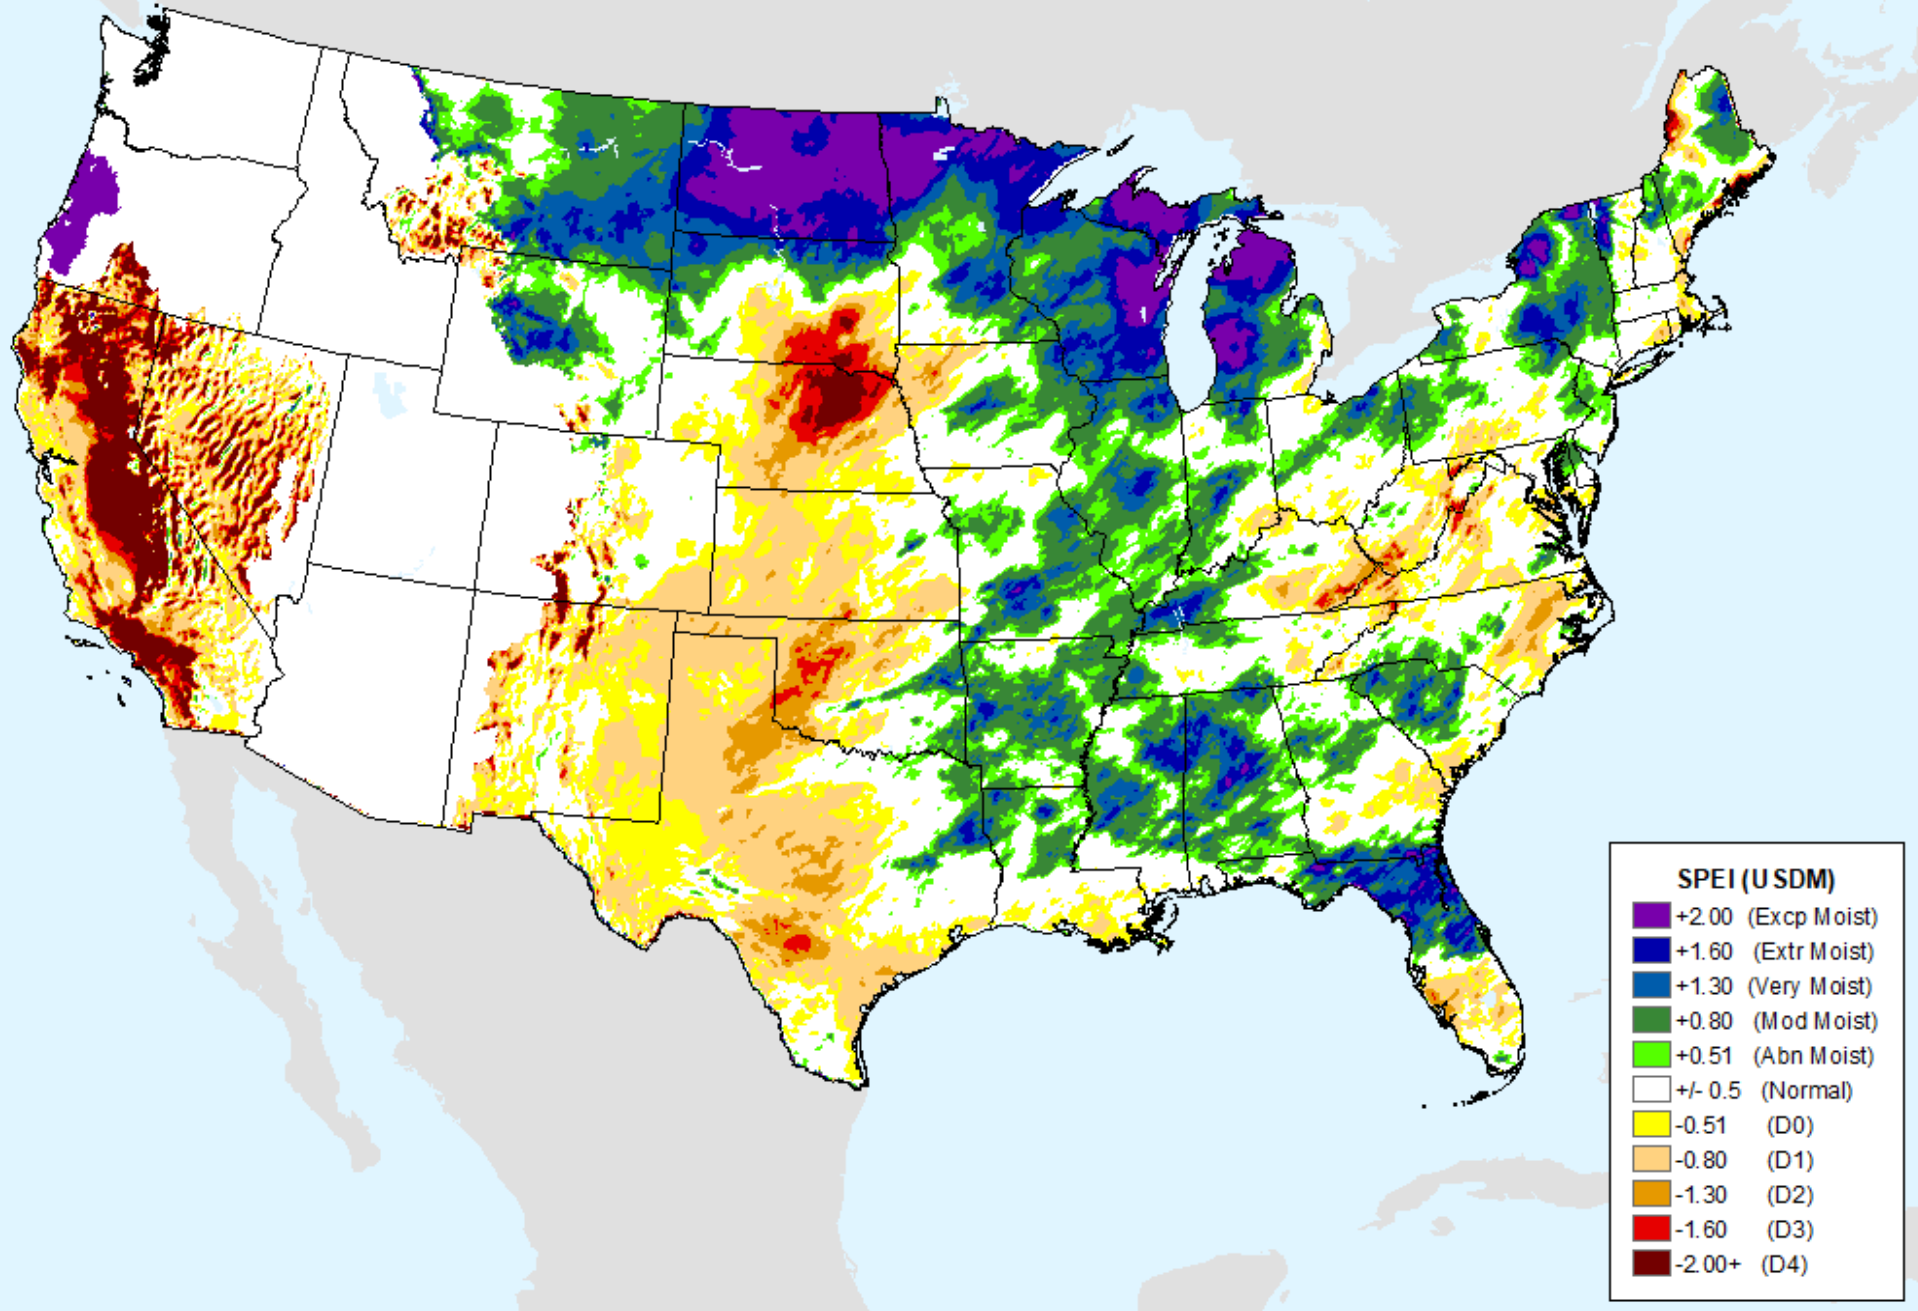 SPEI (USDM)
+2.00 (Excp Moist)
+1.60 (Extr Moist)
+1.30 (Very Moist)
+0.80 (Mod Moist)
+0.51 (Abn Moist)
+/- 0.5 (Normal)
-0.51 (D0)
-0.80 (D1)
-1.30 (D2)
-1.60 (D3)
-2.00+ (D4)